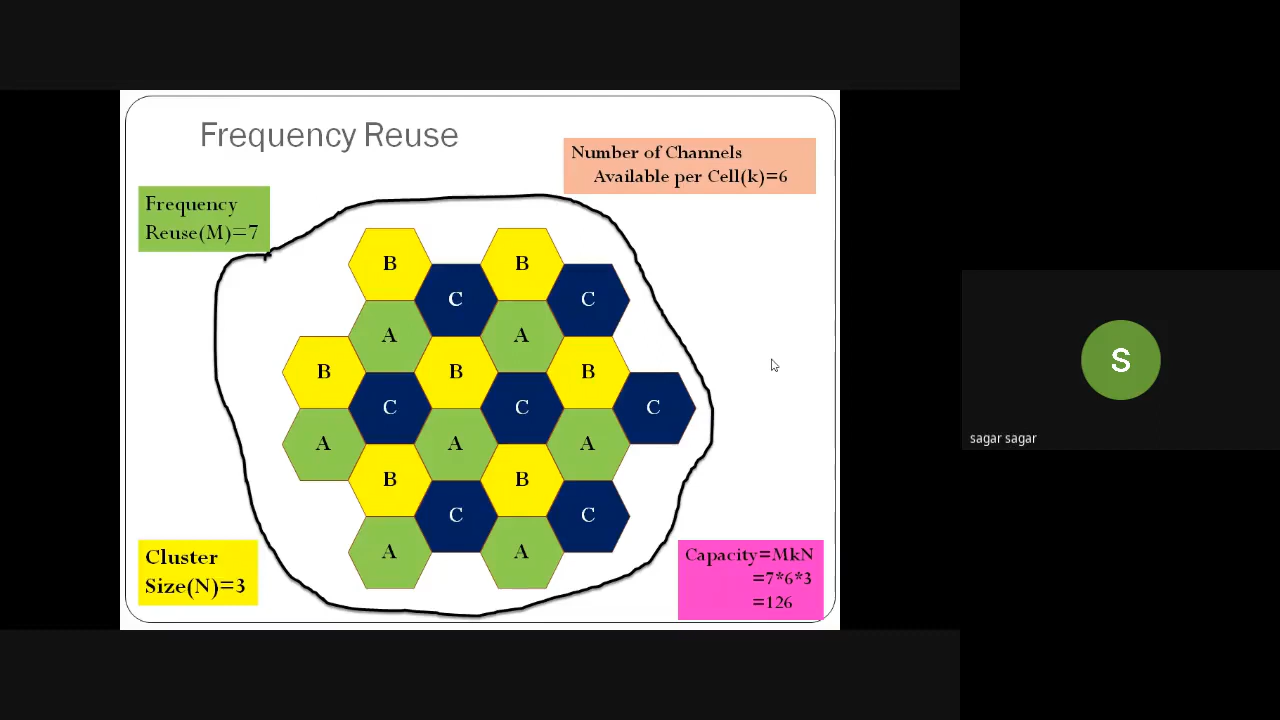 Frequency Reuse
Number of Channels
Available per Cell(k)=6
Frequency
Reuse(M)=7
B
B
C
C
A
A
B
B
B
C
C
C
A
A
A
B
B
C
C
A
A
Cluster
Size(N)=3
Capacity=MkN
=7*6*3
=126
S
sagar sagar